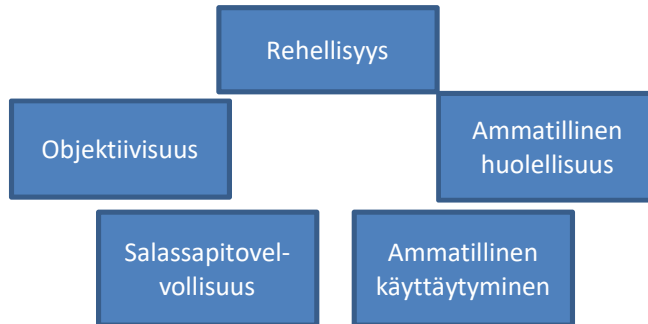 Rehellisyys
Objektiivisuus
Ammatillinen
huolellisuus
Salassapitovel-
vollisuus
Ammatillinen
käyttäytyminen